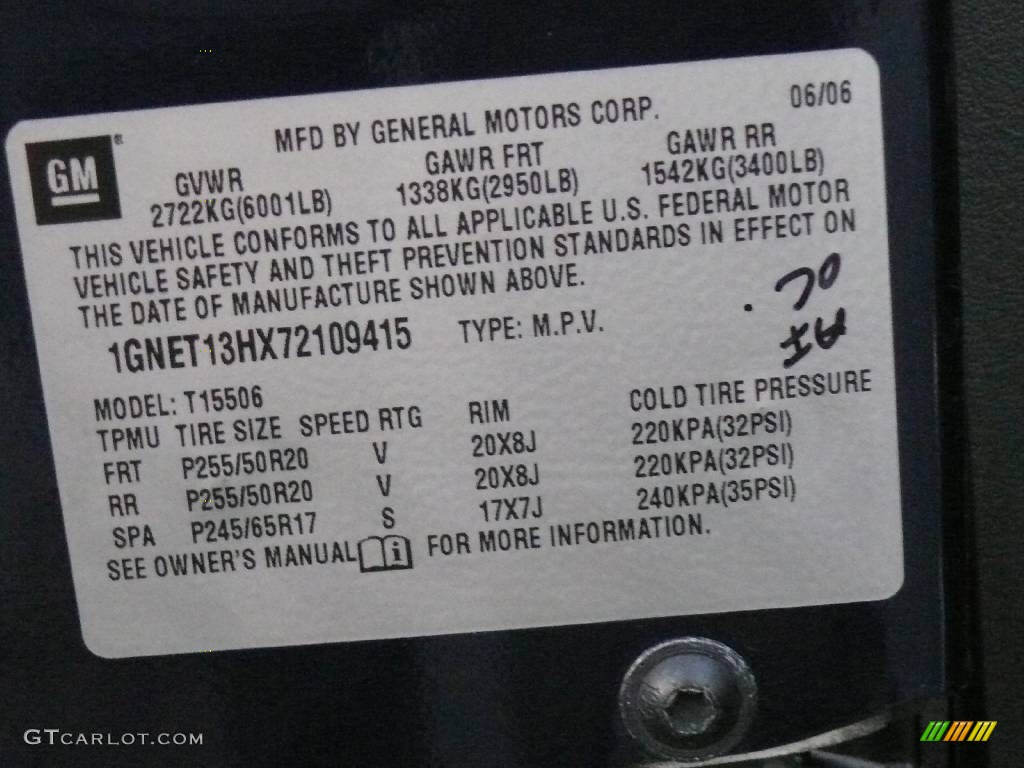 GM®
MFD BY GENERAL MOTORS CORP.
06/06
GVWR GAWR FRT GAWR RR
2722KG(6001LB) 1338KG(2950LB) 1542KG(3400LB)
THIS VEHICLE CONFORMS TO ALL APPLICABLE U.S. FEDERAL MOTOR
VEHICLE SAFETY AND THEFT PREVENTION STANDARDS IN EFFECT ON
THE DATE OF MANUFACTURE SHOWN ABOVE.
1GNET13HX72109415 TYPE: M.P.V.
MODEL: T15506
TPMU TIRE SIZE SPEED RTG RIM COLD TIRE PRESSURE
FRT P255/50R20 V 20X8J 220KPA(32PSI)
RR P255/50R20 V 20X8J 220KPA(32PSI)
SPA P245/65R17 S 17X7J 240KPA(35PSI)
SEE OWNER'S MANUAL i FOR MORE INFORMATION.
GTCARLOT.COM